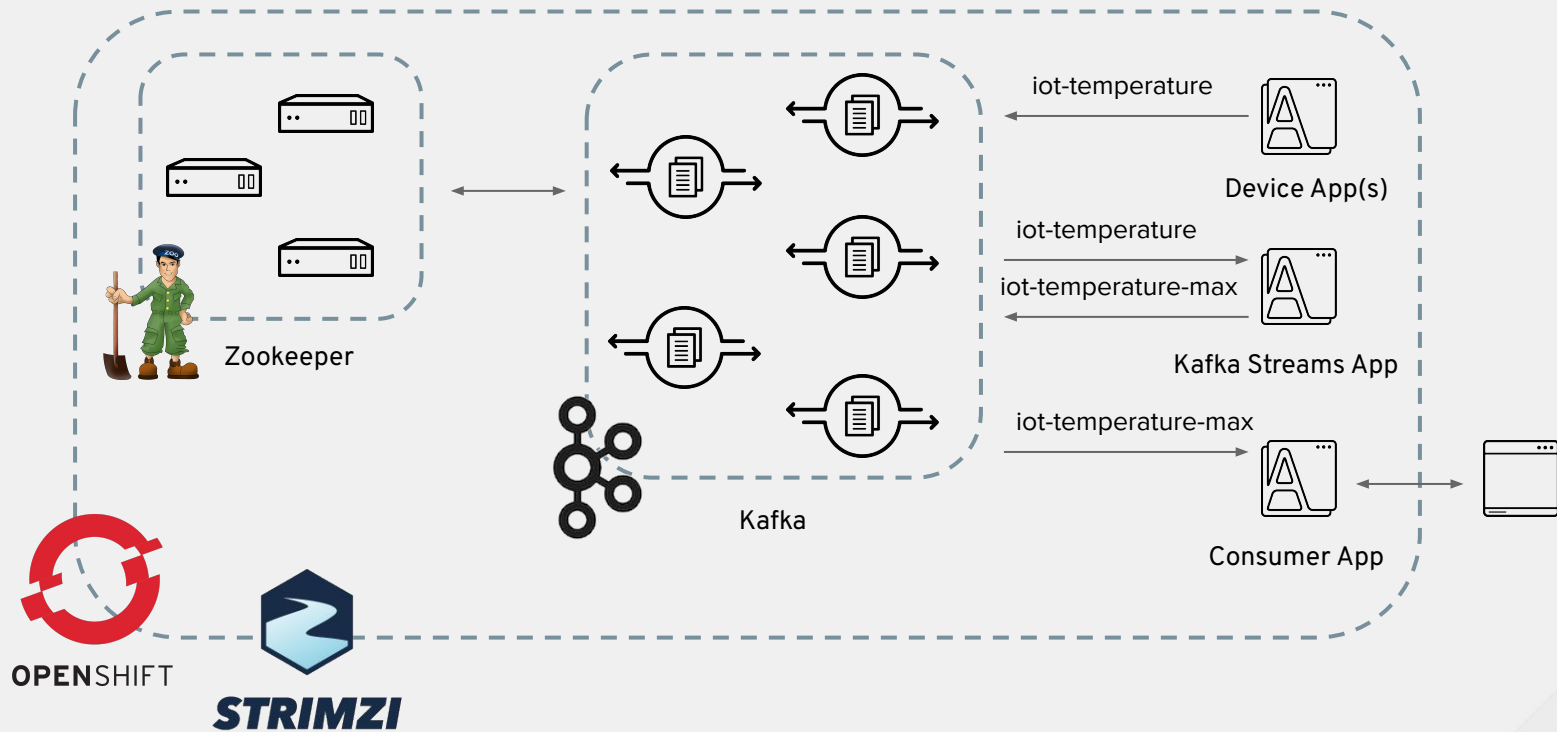 iot-temperature
Device App(s)
iot-temperature
iot-temperature-max
Kafka Streams App
iot-temperature-max
Consumer App
ZOO
Zookeeper
Kafka
OPENSHIFT
STRIMZI